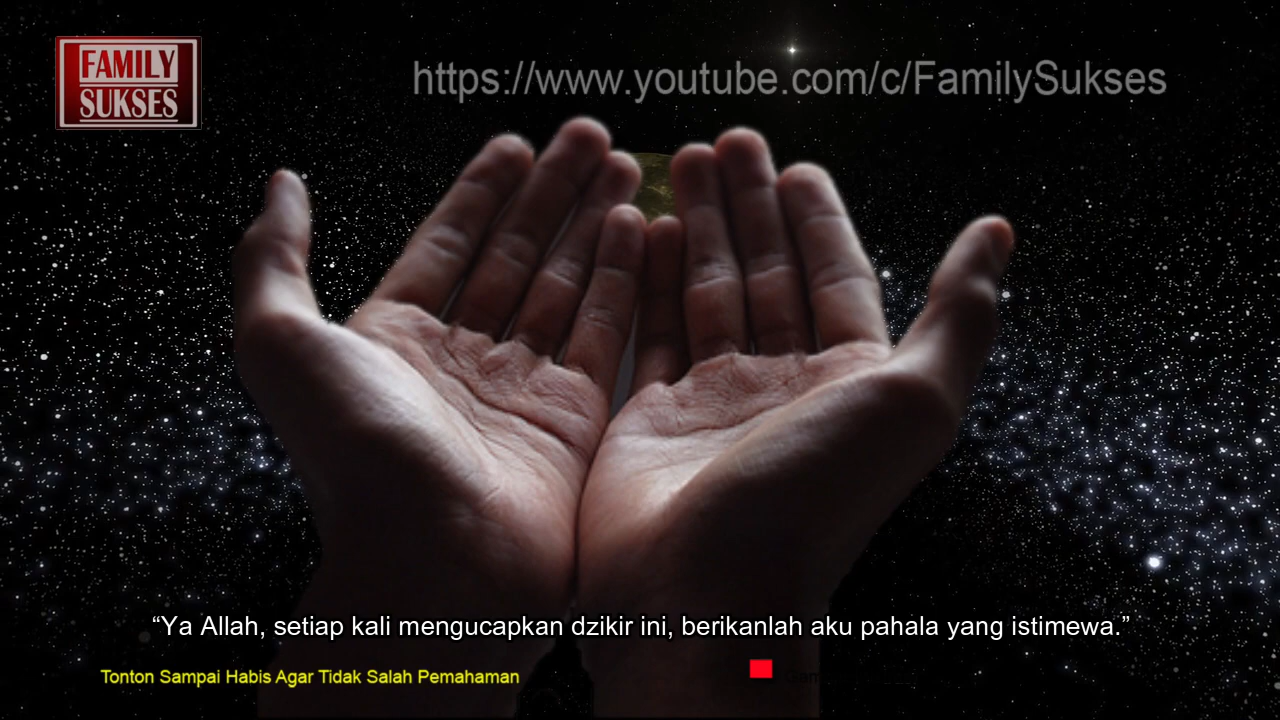 FAMILY
SUKSES
https://www.youtube.com/c/FamilySukses
“Ya Allah, setiap kali mengucapkan dzikir ini, berikanlah aku pahala yang istimewa.”
Tonton Sampai Habis Agar Tidak Salah Pemahaman